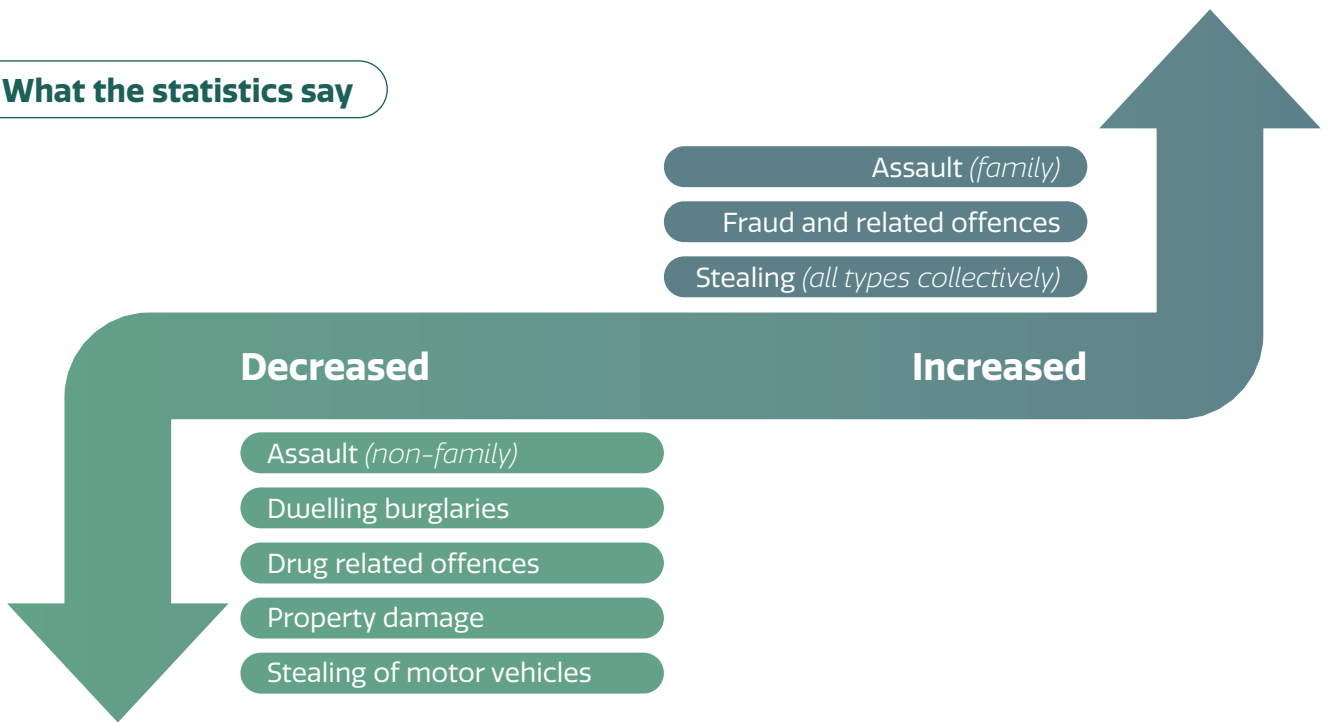 What the statistics say
Assault (family)
Fraud and related offences
Stealing (all types collectively)
Decreased
Increased
Assault (non-family)
Dwelling burglaries
Drug related offences
Property damage
Stealing of motor vehicles